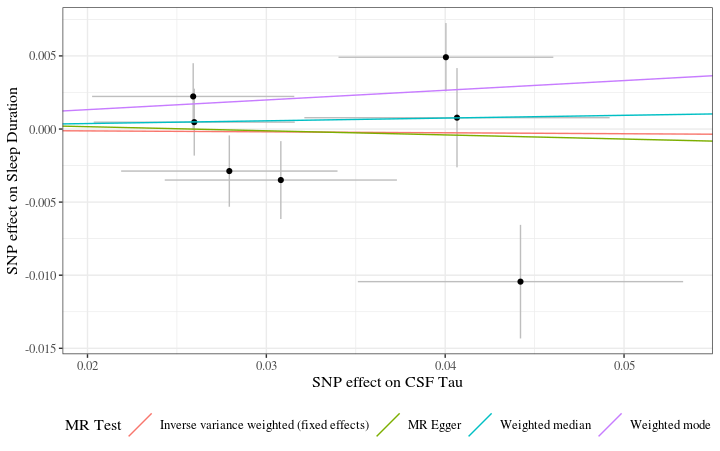 SNP effect on Sleep Duration
0.005
0.000
-0.005
-0.010
-0.015
0.02 0.03 0.04 0.05
SNP effect on CSF Tau
MR Test Inverse variance weighted (fixed effects) MR Egger Weighted median Weighted mode